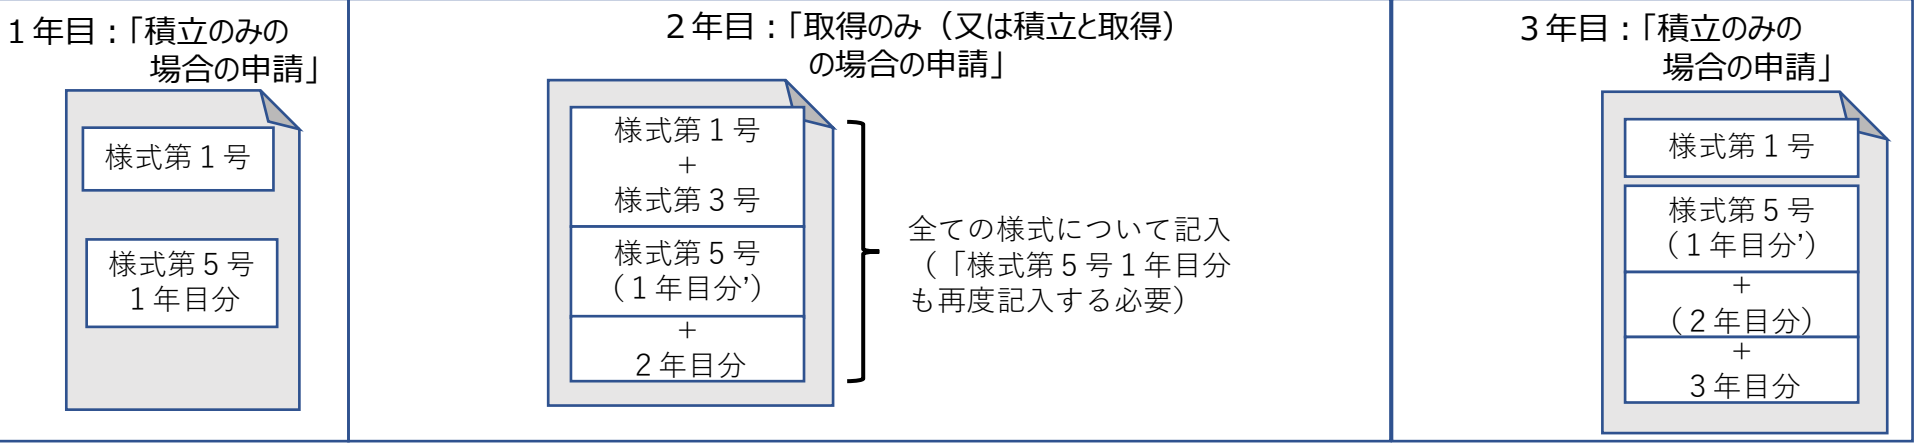 １年目：「積立のみの
場合の申請」
様式第１号
様式第５号
１年目分
２年目：「取得のみ（又は積立と取得）
の場合の申請」
様式第１号
＋
様式第３号
様式第５号
（１年目分’）
＋
２年目分
全ての様式について記入
（「様式第５号１年目分
も再度記入する必要）
３年目：「積立のみの
場合の申請」
様式第１号
様式第５号
（１年目分’）
＋
（２年目分）
＋
３年目分